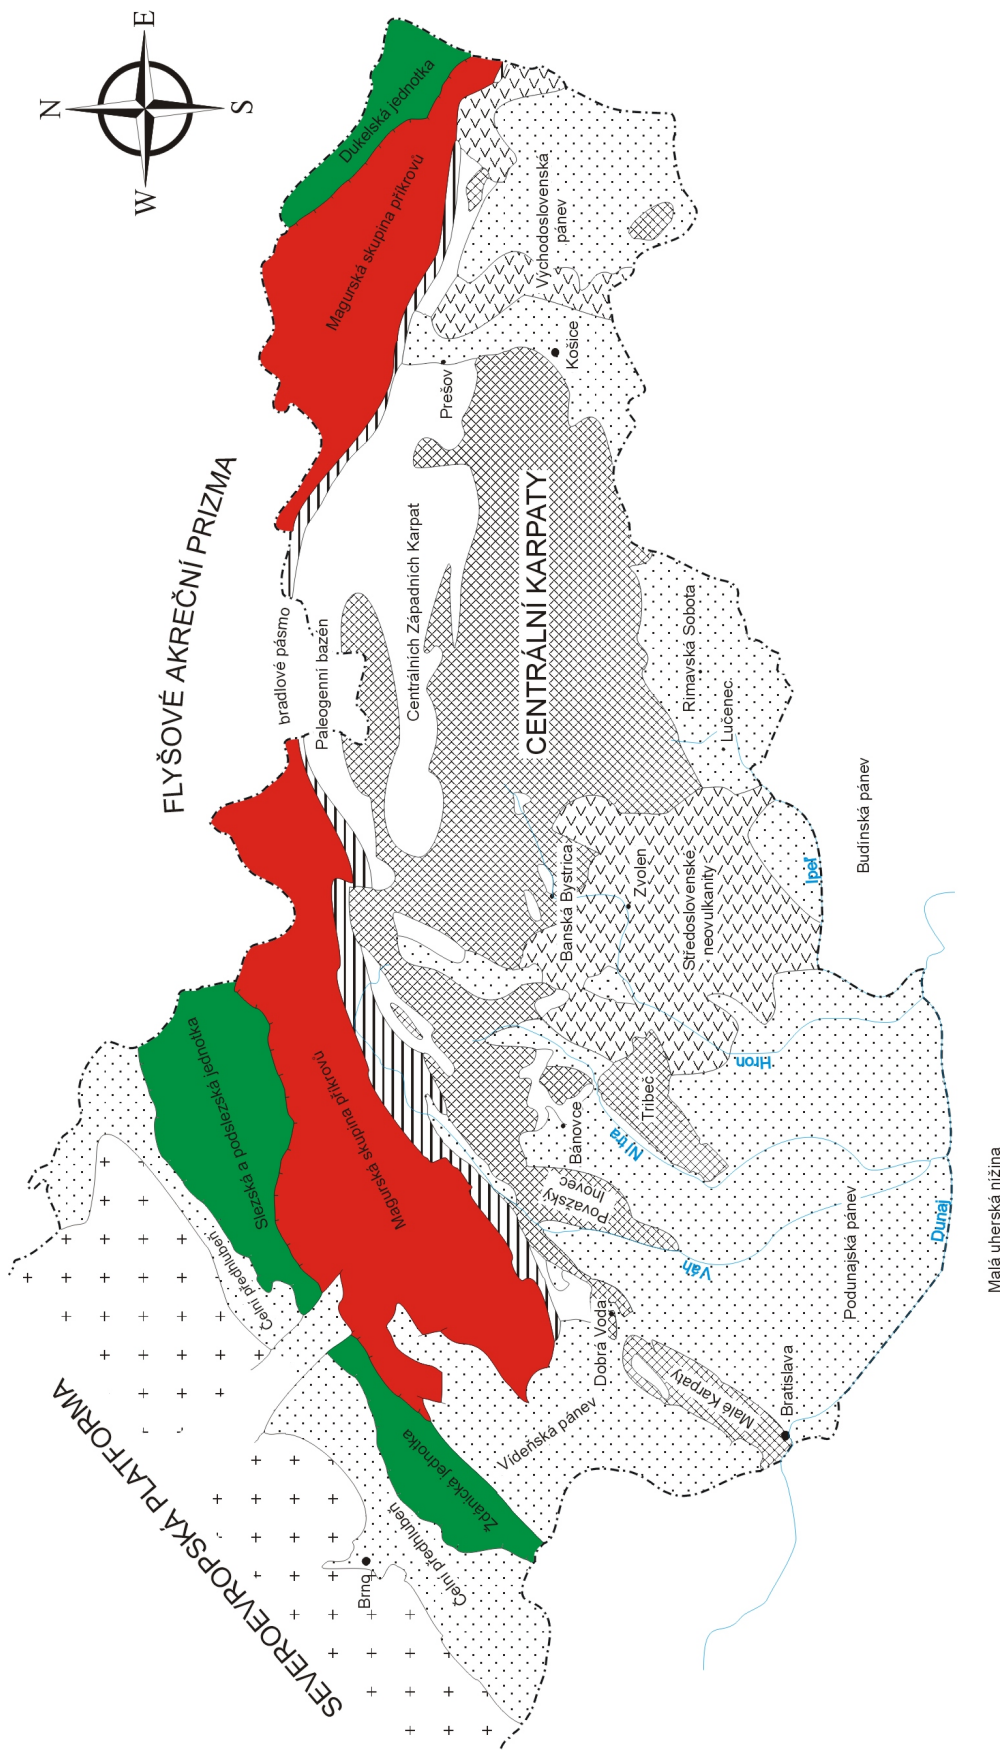 N
E
S
W
SEVEROEVROPSKÁ PLATFORMA
FLYŠOVÉ AKREČNÍ PRIZMA
Brno
Čelní předhlubeň
Ždánická jednotka
Vídeňská pánev
Čelní předhlubeň
Slezská a podslezská jednotka
Magurská skupina příkrovů
bradlové pásmo
Paleogenní bazén
Centrálních Západních Karpat
Magurská skupina příkrovů
Dukelská jednotka
Prešov
Košice
Východoslovenská
pánev
CENTRÁLNÍ KARPATY
Rimavská Sobota
Lučenec
Banská Bystrica
Zvolen
Středoslovenské
neovulkanity
Ipeľ
Budínská pánev
Hron
Tríbeč
Nitra
Bánovce
Považský
Inovec
Váh
Dobrá Voda
Malé Karpaty
Bratislava
Podunajská pánev
Dunaj
Malá uherská nížina